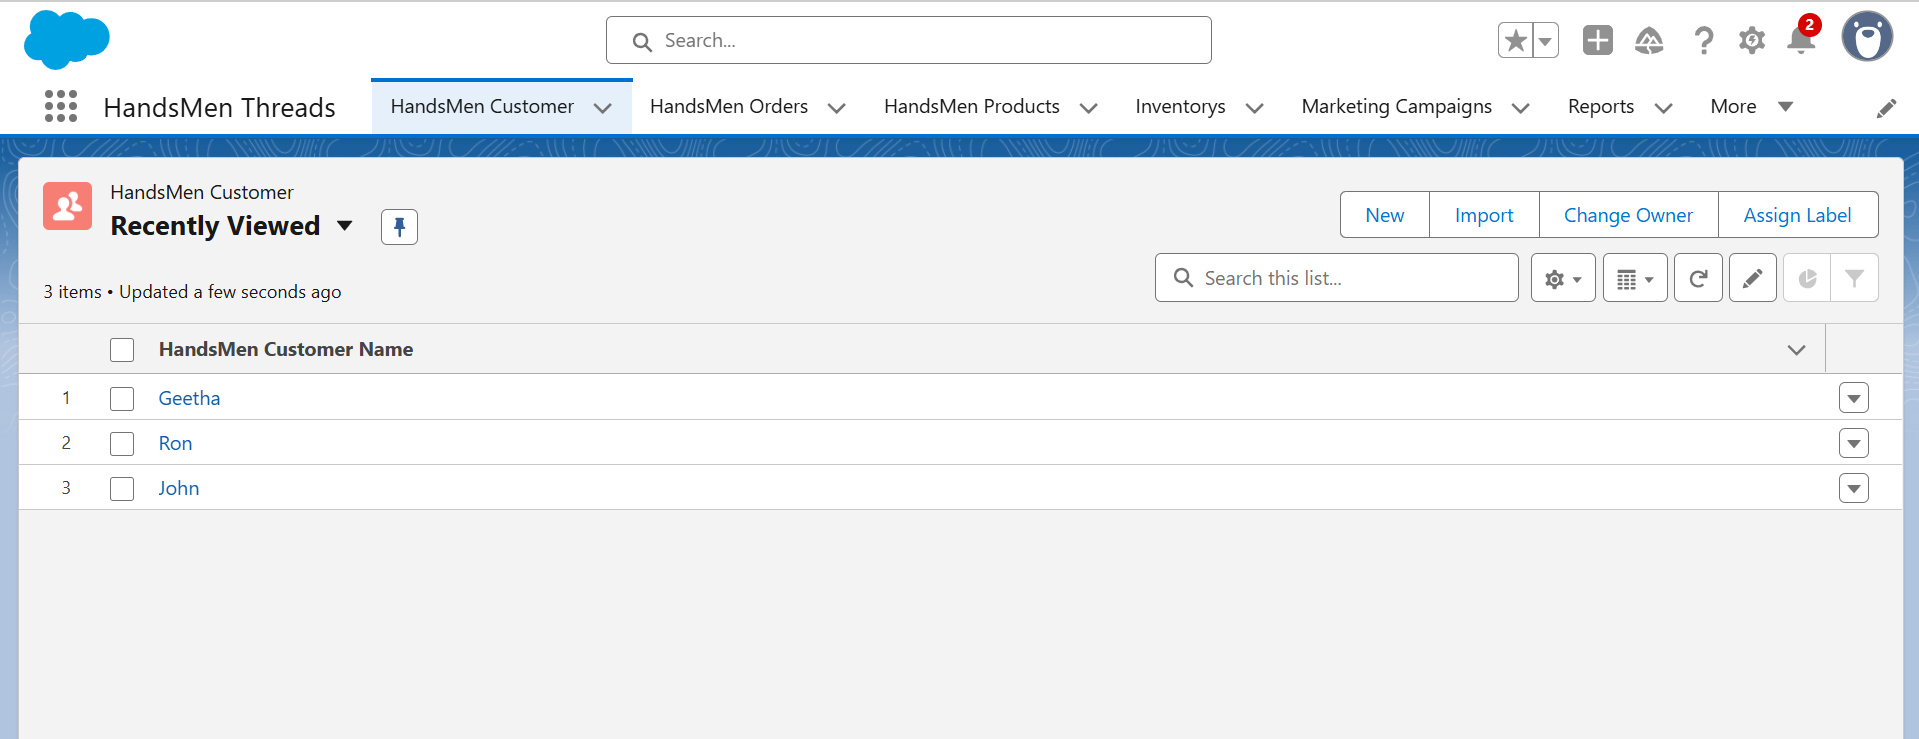 Search...
2
HandsMen Threads
HandsMen Customer
HandsMen Orders
HandsMen Products
Inventorys
Marketing Campaigns
Reports
More
HandsMen Customer
Recently Viewed
New
Import
Change Owner
Assign Label
3 items • Updated a few seconds ago
Search this list...
HandsMen Customer Name
1 Geetha
2 Ron
3 John